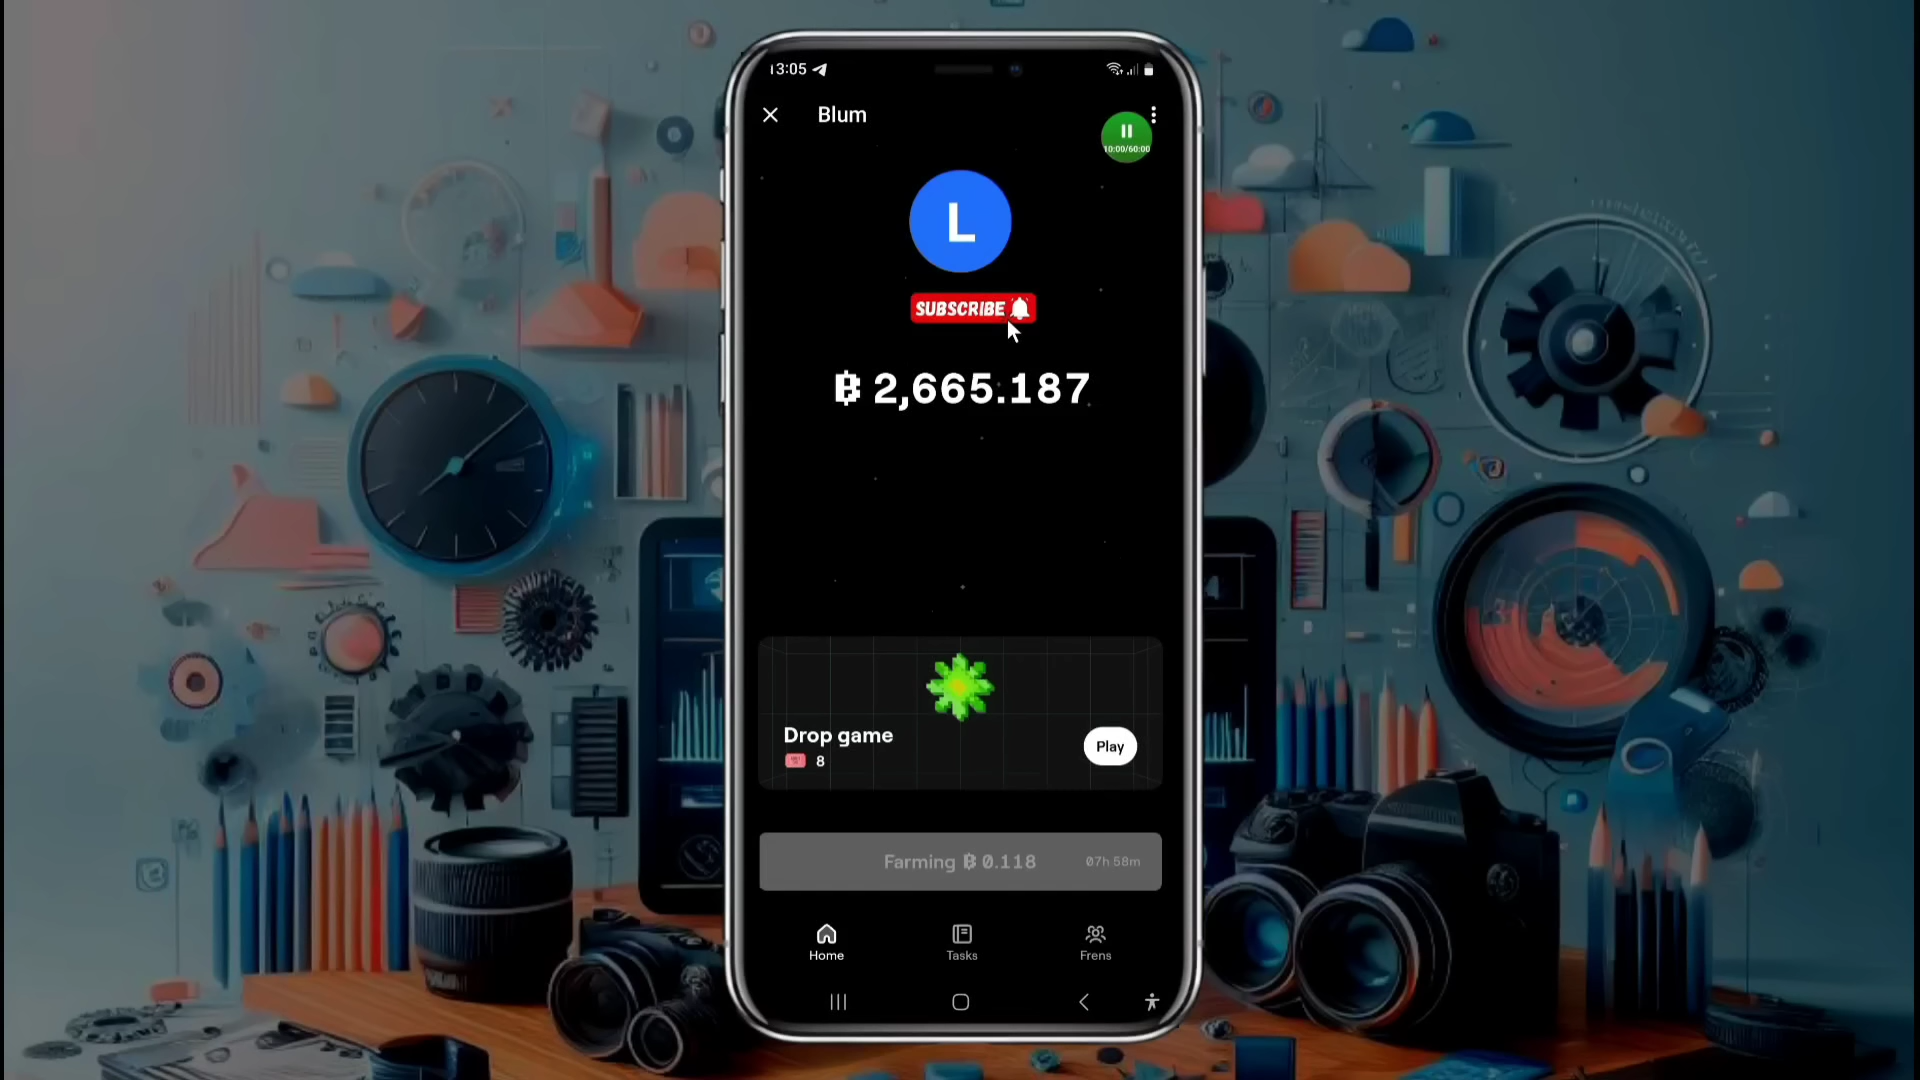 13:05
Blum
10:00/60:00
L
SUBSCRIBE
2,665.187
Drop game
8
Play
Farming 0.118
07h 58m
Home
Tasks
Frens